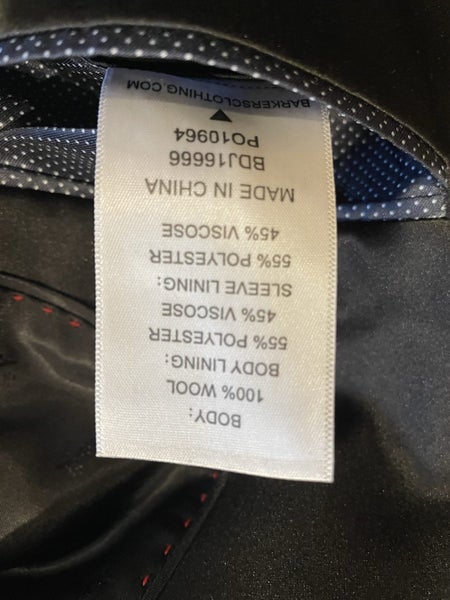 BODY:
100% WOOL
BODY LINING:
55% POLYESTER
45% VISCOSE
SLEEVE LINING:
55% POLYESTER
45% VISCOSE
MADE IN CHINA
BDJ16666
PO10964
BARKERSCLOTHING.COM